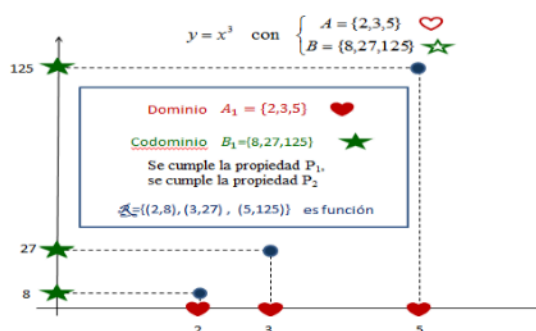 y = x³ con { A = {2,3,5}
B = {8,27,125}
125
Dominio A₁ = {2,3,5}
Codominio B₁={8,27,125}
Se cumple la propiedad P₁,
se cumple la propiedad P₂
={(2,8),(3,27) , (5,125)} es función
27
8
2 3 5